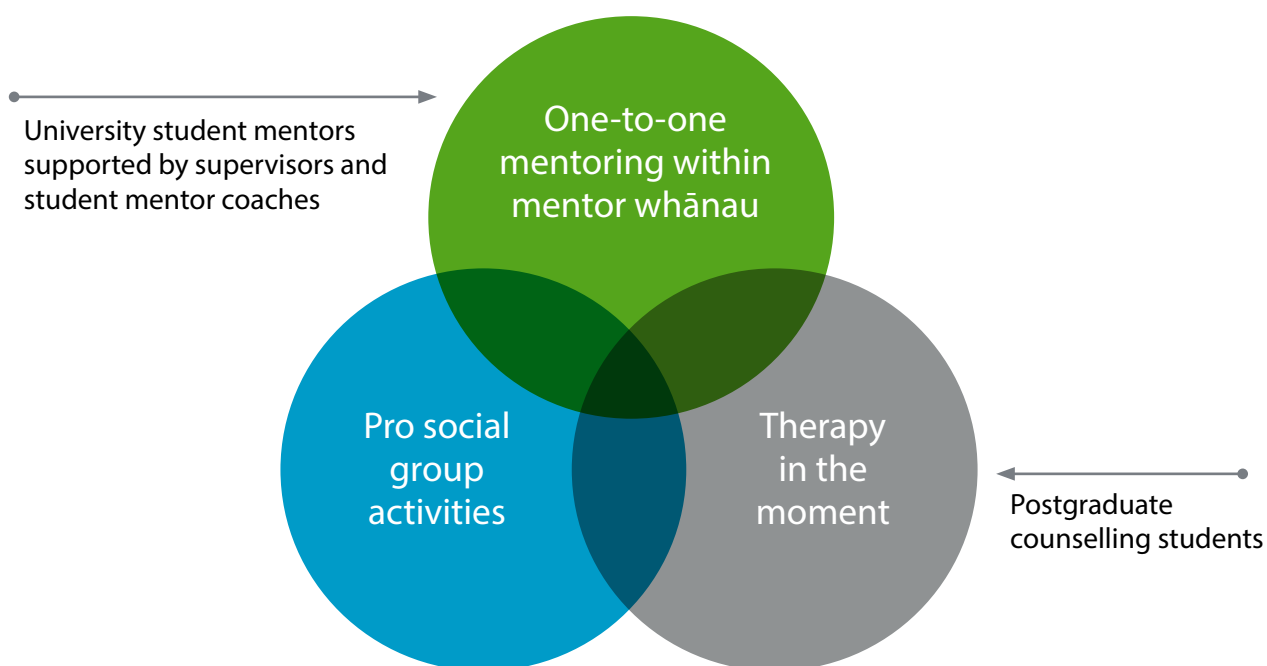 One-to-one
mentoring within
mentor whānau
University student mentors
supported by supervisors and
student mentor coaches
Pro social
group
activities
Therapy
in the
moment
Postgraduate
counselling students